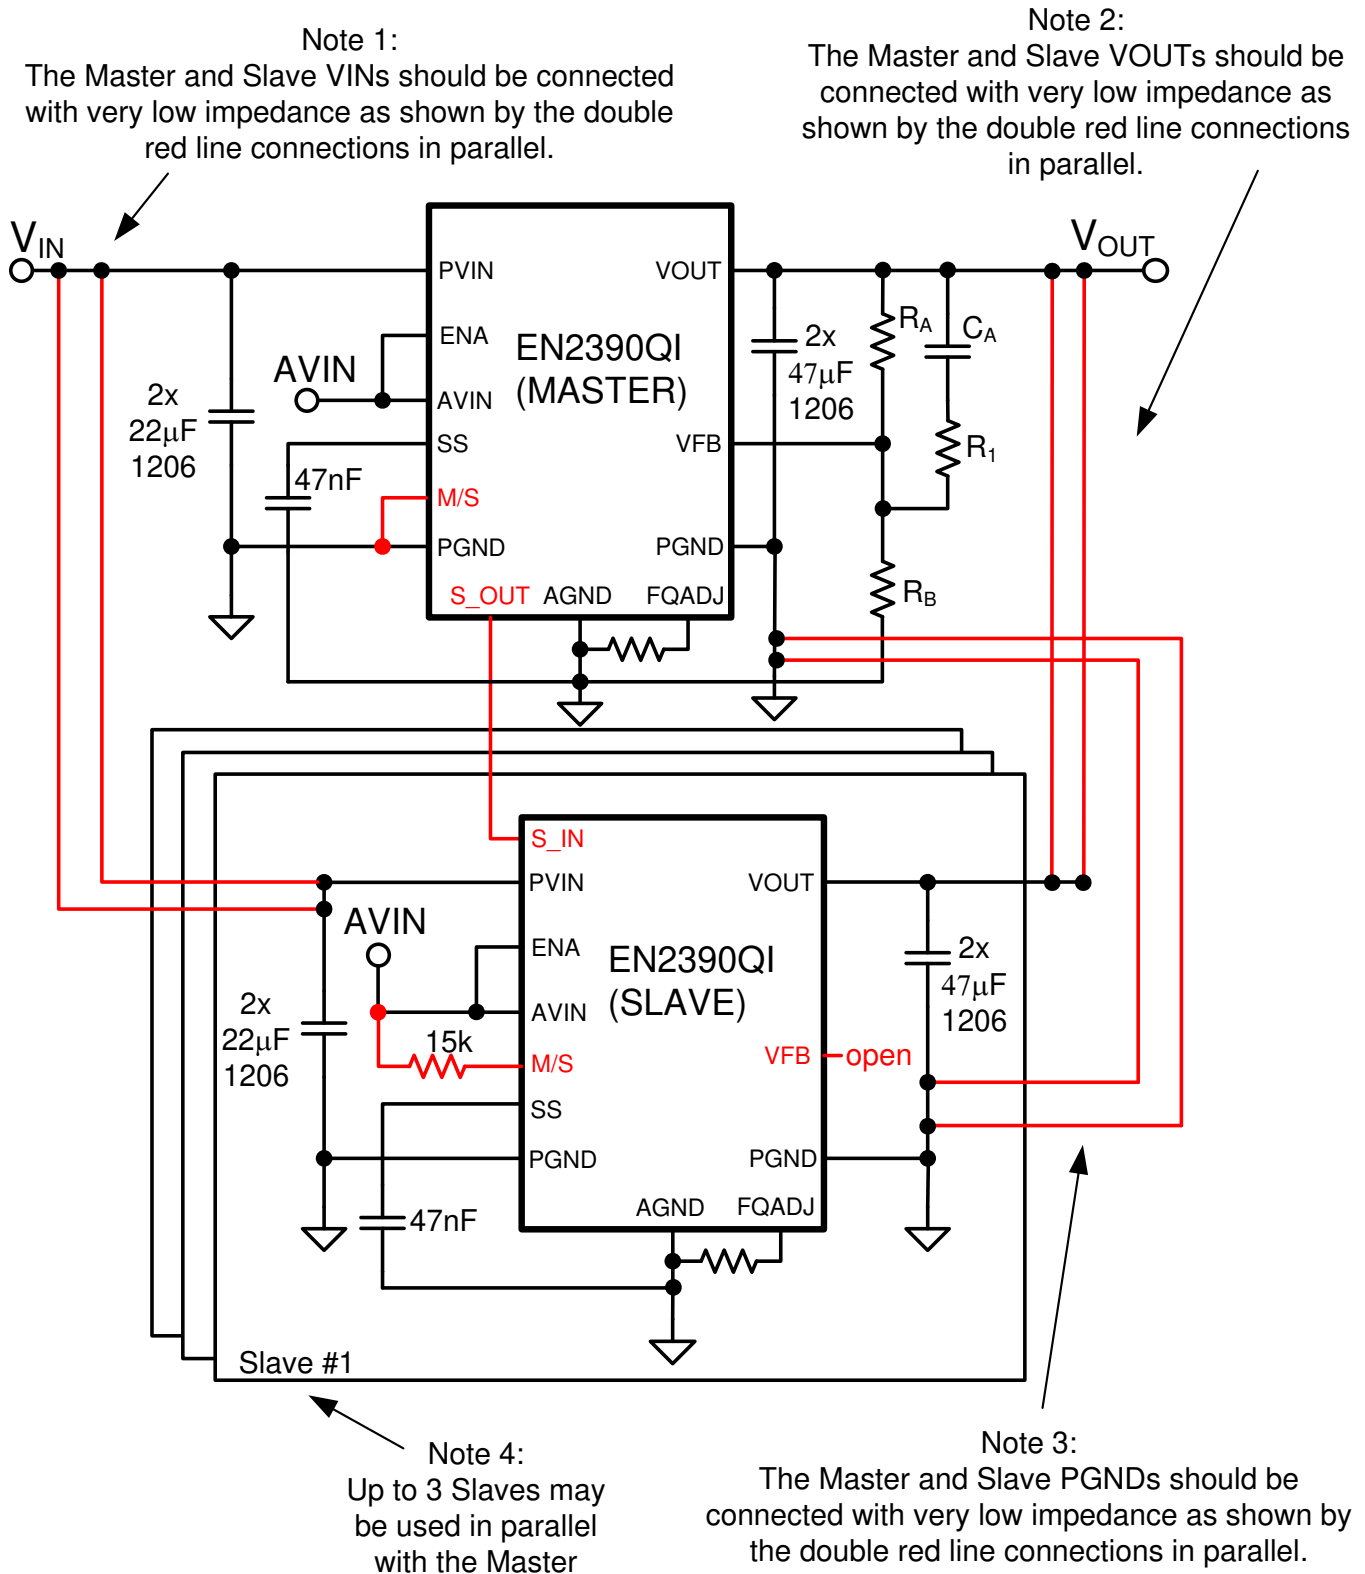 Note 1:
The Master and Slave VINs should be connected
with very low impedance as shown by the double
red line connections in parallel.
Note 2:
The Master and Slave VOUTs should be
connected with very low impedance as
shown by the double red line connections
in parallel.
VIN
VOUT
PVIN
ENA
AVIN
SS
M/S
PGND
S_OUT
AGND
FQADJ
VOUT
VFB
PGND
EN2390QI
(MASTER)
AVIN
2x
22µF
1206
47nF
2x
47µF
1206
RA
CA
R1
RB
S_IN
PVIN
ENA
AVIN
M/S
SS
PGND
AGND
FQADJ
VOUT
VFB
open
PGND
EN2390QI
(SLAVE)
AVIN
15k
2x
22µF
1206
47nF
2x
47µF
1206
Slave #1
Note 4:
Up to 3 Slaves may
be used in parallel
with the Master
Note 3:
The Master and Slave PGNDs should be
connected with very low impedance as shown by
the double red line connections in parallel.